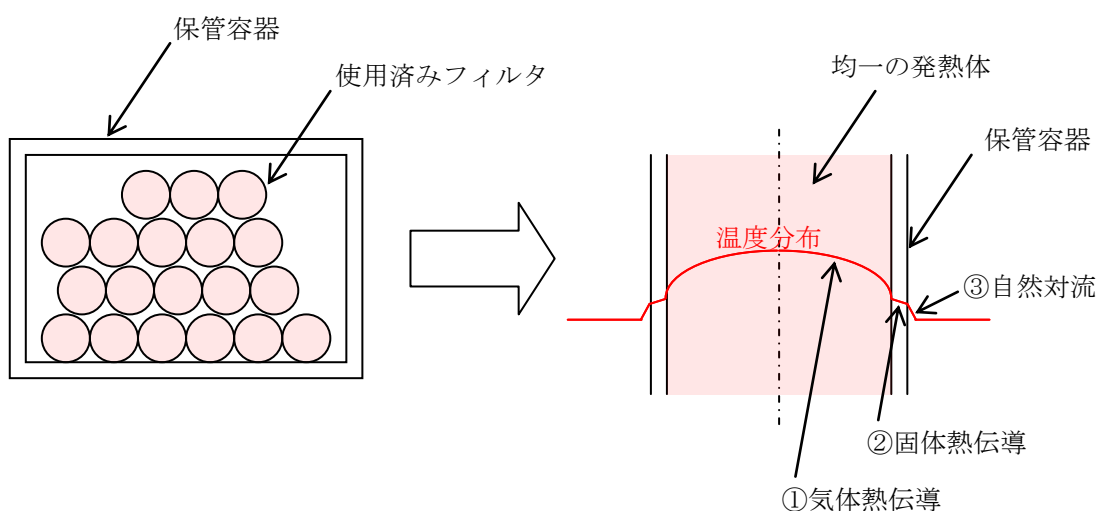 保管容器
使用済みフィルタ
均一の発熱体
保管容器
温度分布
③自然対流
②固体熱伝導
①気体熱伝導